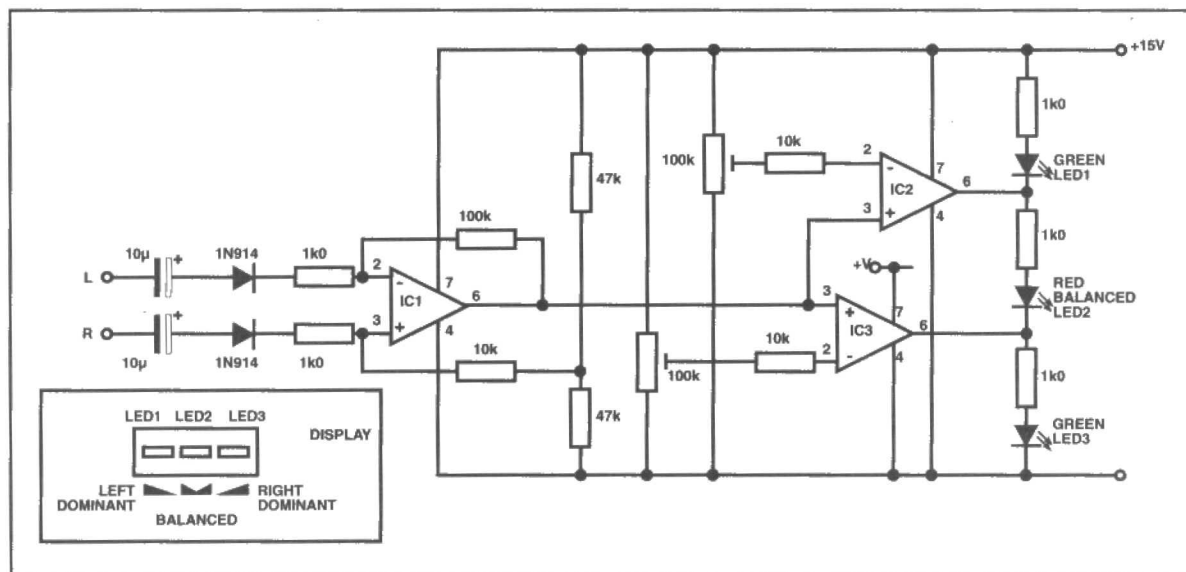 +15V
1k0
GREEN
LED1
10k
2
-
7
IC2
6
3
+
4
100k
47k
1k0
100k
10µ
+
1N914
1k0
2
-
7
L
IC1
6
+V
3
+
7
RED
BALANCED
LED2
R
+
3
+
4
IC3
6
10µ
1N914
1k0
10k
10k
2
-
4
100k
1k0
47k
GREEN
LED3
LED1 LED2 LED3
DISPLAY
LEFT
DOMINANT
RIGHT
DOMINANT
BALANCED